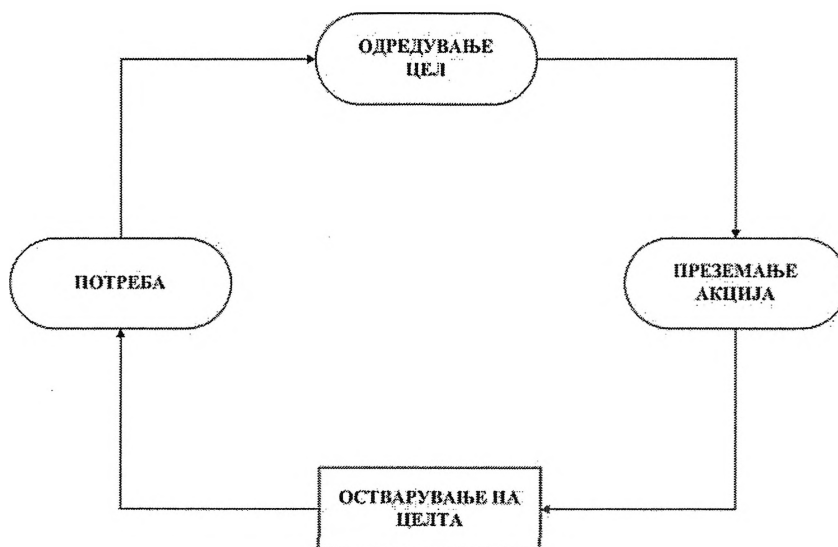 ОДРЕДУВАЊЕ
ЦЕЛ
ПОТРЕБА
ПРЕЗЕМАЊЕ
АКЦИЈА
ОСТВАРУВАЊЕ НА
ЦЕЛТА